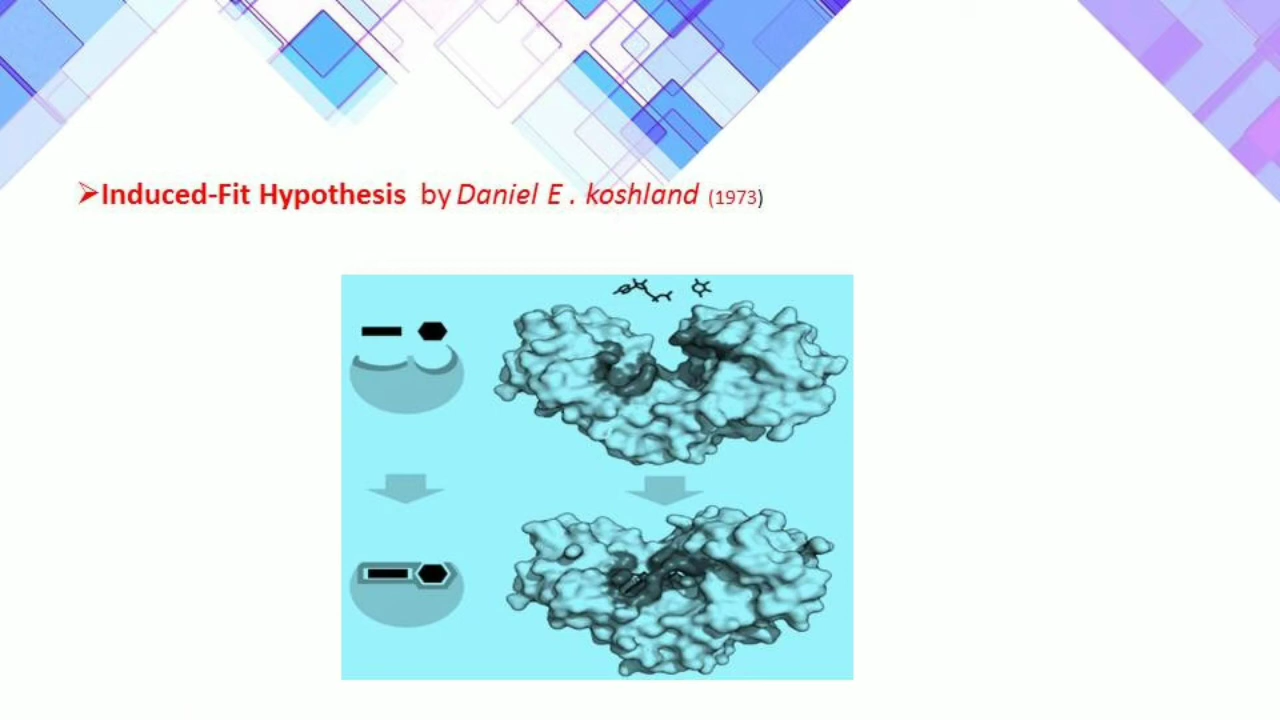 ➢Induced-Fit Hypothesis by Daniel E . koshland (1973)